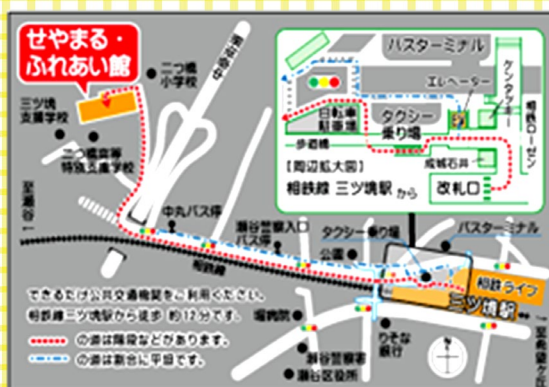 せやまる・
ふれあい館
二つ橋
小学校
三ツ境
支援学校
二つ橋高等
特別支援学校
至瀬谷
中丸バス停
瀬谷警察入口
バス停
相鉄線
タクシー乗り場
公園
バスターミナル
相鉄ライフ
三ツ境駅
できるだけ公共交通機関をご利用ください。
相鉄線三ツ境駅から徒歩 約12分です。
の道は階段などがあります。
の道は割合に平坦です。
堀病院
りそな
銀行
瀬谷警察署
瀬谷区役所
N
バスターミナル
エレベーター
ケンタッキー
相鉄ローゼン
自転車
駐車場
タクシー
乗り場
歩道橋
成城石井
[周辺拡大図]
相鉄線 三ツ境駅 から
改札口